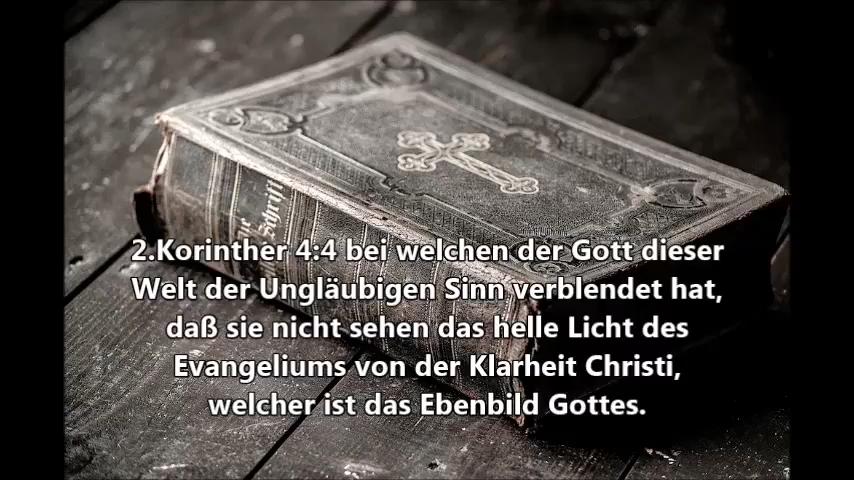 Schrift
2.Korinther 4:4 bei welchen der Gott dieser
Welt der Ungläubigen Sinn verblendet hat,
daß sie nicht sehen das helle Licht des
Evangeliums von der Klarheit Christi,
welcher ist das Ebenbild Gottes.